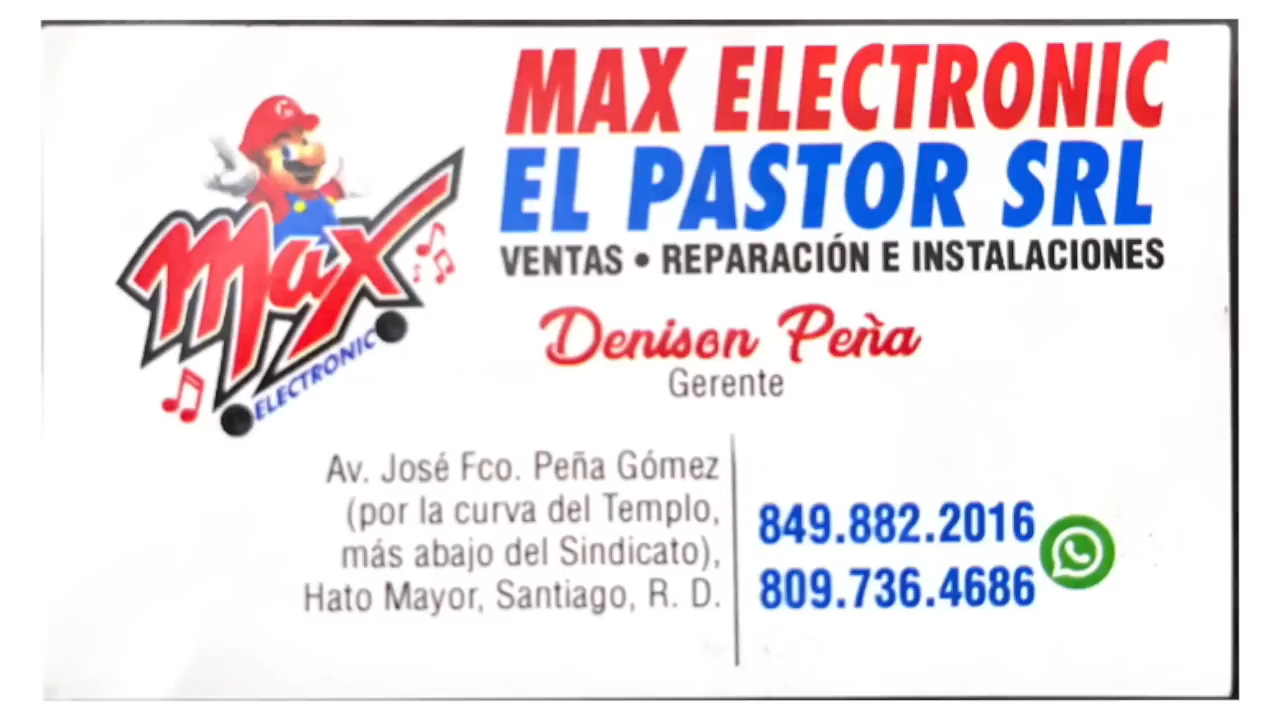 Max
ELECTRONIC
MAX ELECTRONIC
EL PASTOR SRL
VENTAS • REPARACIÓN E INSTALACIONES
Denison Peña
Gerente
Av. José Fco. Peña Gómez
(por la curva del Templo,
más abajo del Sindicato),
Hato Mayor, Santiago, R. D.
849.882.2016
809.736.4686